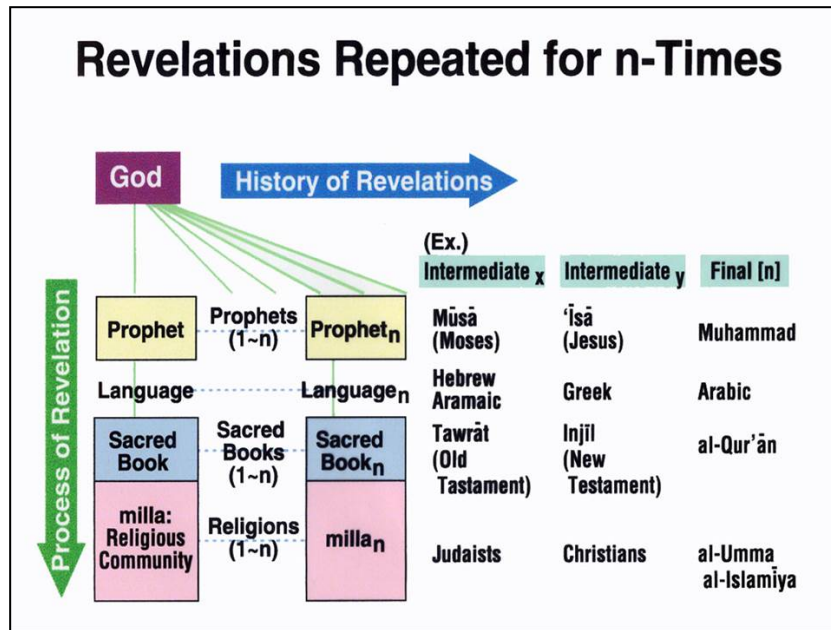 Revelations Repeated for n-Times
God
History of Revelations
Process of Revelation
(Ex.)
Intermediate x
Intermediate y
Final [n]
Prophet
Prophets
(1~n)
Prophetn
Mūsā
(Moses)
‘Īsā
(Jesus)
Muhammad
Language
Languagen
Hebrew
Aramaic
Greek
Arabic
Sacred
Book
Sacred
Books
(1~n)
Sacred
Bookn
Tawrāt
(Old
Tastament)
Injīl
(New
Testament)
al-Qur’ān
milla:
Religious
Community
Religions
(1~n)
millan
Judaists
Christians
al-Umma
al-Islamīya